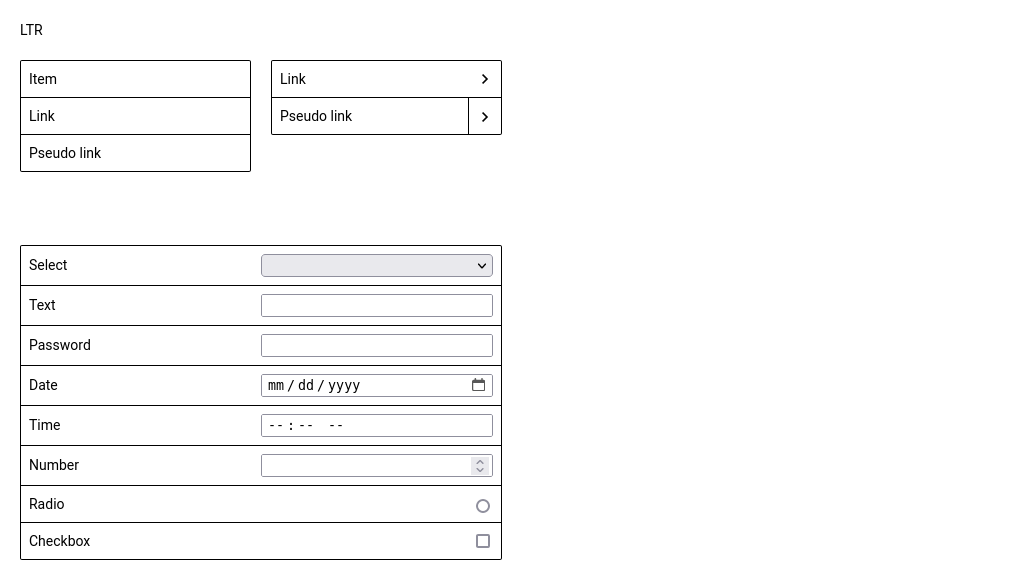 LTR
Item
Link
Pseudo link
Link
Pseudo link
Select
Text
Password
Date mm/dd/yyyy
Time --:-- --
Number
Radio
Checkbox